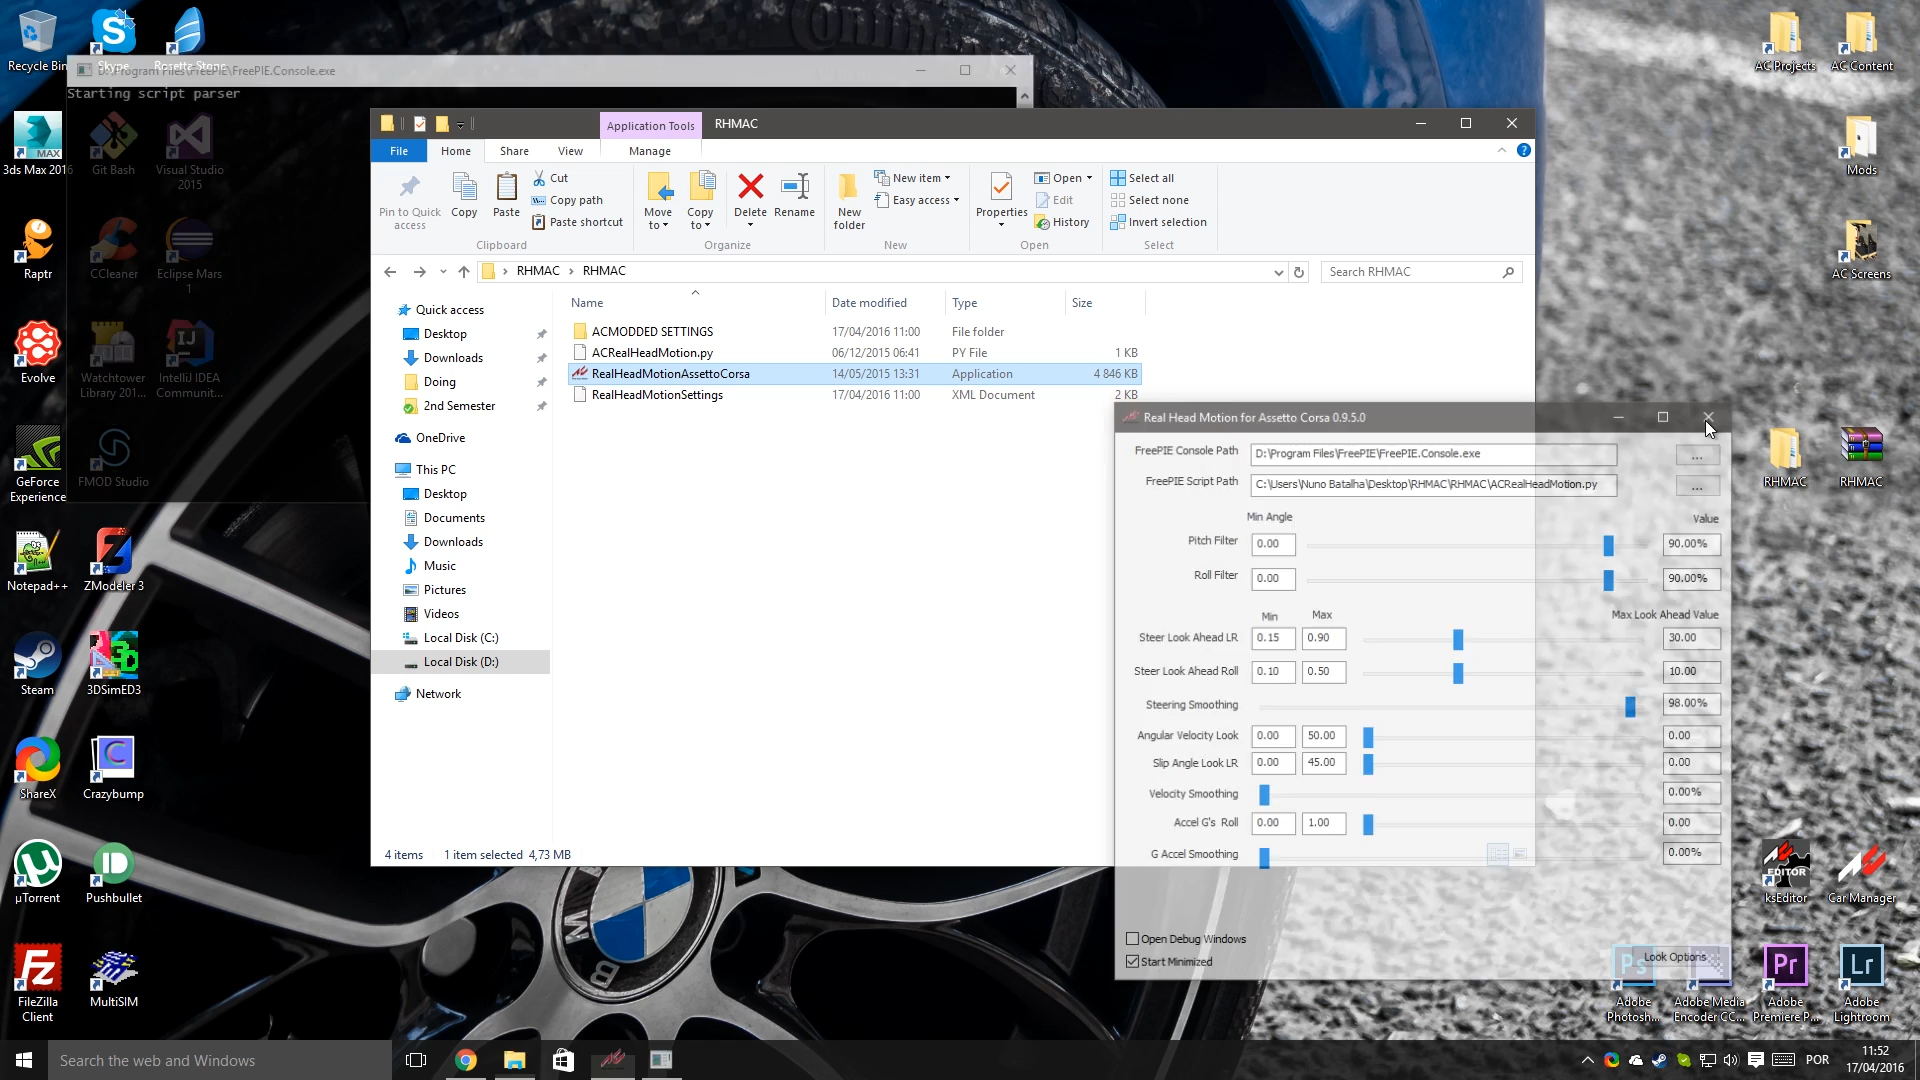 Recycle Bin
Skype
Rosetta Stone
D:\Program Files\FreePIE\FreePIE.Console.exe
Starting script parser
3ds Max 2016
Git Bash
Visual Studio 2015
Raptr
CCleaner
Eclipse Mars 1
Evolve
Watchtower Library 201...
IntelliJ IDEA Communit...
GeForce Experience
FMOD Studio
Notepad++
ZModeler 3
Steam
3DSimED3
ShareX
Crazybump
µTorrent
Pushbullet
FileZilla Client
MultiSIM
Application Tools
RHMAC
File
Home
Share
View
Manage
Pin to Quick access
Copy
Paste
Cut
Copy path
Paste shortcut
Clipboard
Move to
Copy to
Delete
Rename
Organize
New folder
New item
Easy access
New
Properties
Open
Edit
History
Open
Select all
Select none
Invert selection
Select
RHMAC > RHMAC
Search RHMAC
Quick access
Desktop
Downloads
Doing
2nd Semester
OneDrive
This PC
Desktop
Documents
Downloads
Music
Pictures
Videos
Local Disk (C:)
Local Disk (D:)
Network
Name Date modified Type Size
ACMODDED SETTINGS 17/04/2016 11:00 File folder
ACRealHeadMotion.py 06/12/2015 06:41 PY File 1 KB
RealHeadMotionAssettoCorsa 14/05/2015 13:31 Application 4 846 KB
RealHeadMotionSettings 17/04/2016 11:00 XML Document 2 KB
4 items 1 item selected 4,73 MB
Real Head Motion for Assetto Corsa 0.9.5.0
FreePIE Console Path D:\Program Files\FreePIE\FreePIE.Console.exe ...
FreePIE Script Path C:\Users\Nuno Batalha\Desktop\RHMAC\RHMAC\ACRealHeadMotion.py ...
Min Angle Value
Pitch Filter 0.00 90.00%
Roll Filter 0.00 90.00%
Min Max Max Look Ahead Value
Steer Look Ahead LR 0.15 0.90 30.00
Steer Look Ahead Roll 0.10 0.50 10.00
Steering Smoothing 98.00%
Angular Velocity Look 0.00 50.00 0.00
Slip Angle Look LR 0.00 45.00 0.00
Velocity Smoothing 0.00%
Accel G's Roll 0.00 1.00 0.00
G Accel Smoothing 0.00%
Open Debug Windows
Start Minimized
Look Options
AC Projects
AC Content
Mods
AC Screens
RHMAC
RHMAC
EDITOR
ksEditor
Car Manager
Adobe Photosh...
Adobe Media Encoder CC...
Adobe Premiere P...
Adobe Lightroom
Search the web and Windows
POR
11:52
17/04/2016